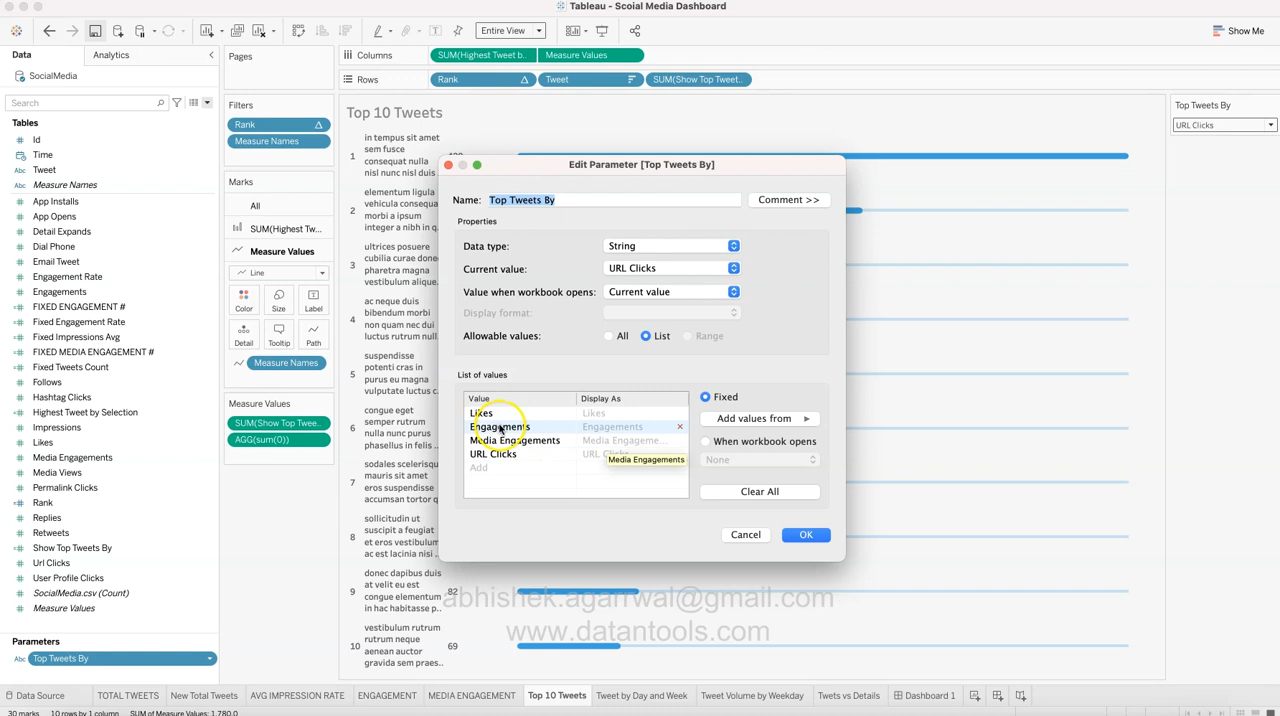 Tableau - Scoial Media Dashboard
Entire View
Show Me
Data
Analytics
SocialMedia
Search
Tables
Id
Time
Abc Tweet
Abc Measure Names
App Installs
App Opens
Detail Expands
Dial Phone
Email Tweet
Engagement Rate
Engagements
FIXED ENGAGEMENT #
Fixed Engagement Rate
Fixed Impressions Avg
FIXED MEDIA ENGAGEMENT #
Fixed Tweets Count
Follows
Hashtag Clicks
Highest Tweet by Selection
Impressions
Likes
Media Engagements
Media Views
Permalink Clicks
Rank
Replies
Retweets
Show Top Tweets By
Url Clicks
User Profile Clicks
SocialMedia.csv (Count)
Measure Values
Parameters
Abc Top Tweets By
Pages
Filters
Rank
Measure Names
Marks
All
SUM(Highest Tw...
Measure Values
Line
Color
Size
Label
Detail
Tooltip
Path
Measure Names
Measure Values
SUM(Show Top Twee..
AGG(sum(0))
Columns
SUM(Highest Tweet b..
Measure Values
Rows
Rank
Tweet
SUM(Show Top Tweet..
Top 10 Tweets
1
in tempus sit amet
sem fusce
consequat nulla
nisl nunc nisl duis
2
elementum ligula
vehicula consequa
morbi a ipsum
integer a nibh in q
3
ultrices posuere
cubilia curae done
pharetra magna
vestibulum alique
4
ac neque duis
bibendum morbi
non quam nec dui
luctus rutrum null
5
suspendisse
potenti cras in
purus eu magna
vulputate luctus c
6
congue eget
semper rutrum
nulla nunc purus
phasellus in felis
7
sodales scelerisqu
mauris sit amet
eros suspendisse
accumsan tortor q
8
sollicitudin ut
suscipit a feugiat
et eros vestibulum
ac est lacinia nisi .
9
donec dapibus duis
at velit eu est
congue elementum
in hac habitasse p..
82
10
vestibulum rutrum
rutrum neque
aenean auctor
gravida sem praes..
69
Top Tweets By
URL Clicks
Edit Parameter [Top Tweets By]
Name: Top Tweets By
Comment >>
Properties
Data type: String
Current value: URL Clicks
Value when workbook opens: Current value
Display format:
Allowable values: All List Range
List of values
Value Display As
Likes Likes
Engagements Engagements
Media Engagements Media Engageme...
URL Clicks
Add
Media Engagements
Fixed
Add values from
When workbook opens
None
Clear All
Cancel
OK
abhishek.agarrwal@gmail.com
www.datantools.com
Data Source
TOTAL TWEETS
New Total Tweets
AVG IMPRESSION RATE
ENGAGEMENT
MEDIA ENGAGEMENT
Top 10 Tweets
Tweet by Day and Week
Tweet Volume by Weekday
Twets vs Details
Dashboard 1
30 marks 10 rows by 1 column SUM of Measure Values: 1,780.0